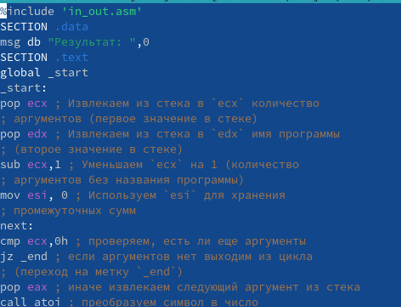 %include 'in_out.asm'
SECTION .data
msg db "Результат: ",0
SECTION .text
global _start
_start:
pop ecx ; Извлекаем из стека в `ecx` количество
; аргументов (первое значение в стеке)
pop edx ; Извлекаем из стека в `edx` имя программы
; (второе значение в стеке)
sub ecx,1 ; Уменьшаем `ecx` на 1 (количество
; аргументов без названия программы)
mov esi, 0 ; Используем `esi` для хранения
; промежуточных сумм
next:
cmp ecx,0h ; проверяем, есть ли еще аргументы
jz _end ; если аргументов нет выходим из цикла
; (переход на метку `_end`)
pop eax ; иначе извлекаем следующий аргумент из стека
call atoi ; преобразуем символ в число